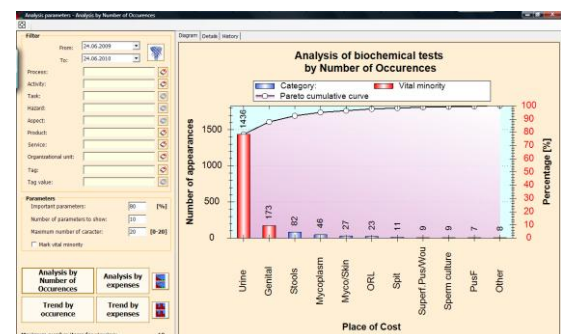 Analysis parameters - Analysis by Number of Occurences
Filter
From: 24.06.2009
To: 24.06.2010
Process:
Activity:
Task:
Hazard:
Aspect:
Product:
Service:
Organizational unit:
Tag:
Tag value:
Parameters
Important parameters: 80 [%]
Number of parameters to show: 10
Maximum number of caracter: 20 [0-20]
Mark vital minority
Analysis by Number of Occurences
Analysis by expenses
Trend by occurence
Trend by expenses
Diagram Details History
Analysis of biochemical tests
by Number of Occurences
Category: Vital minority
Pareto cumulative curve
Number of appearances
1500
1000
500
0
1436
173
82
46
27
23
11
9
9
7
8
100
90
80
70
60
50
40
30
20
10
0
Percentage [%]
Urine
Genital
Stools
Mycoplasm
Myco/Skin
ORL
Spit
Superf Pus/Wou
Sperm culture
PusF
Other
Place of Cost